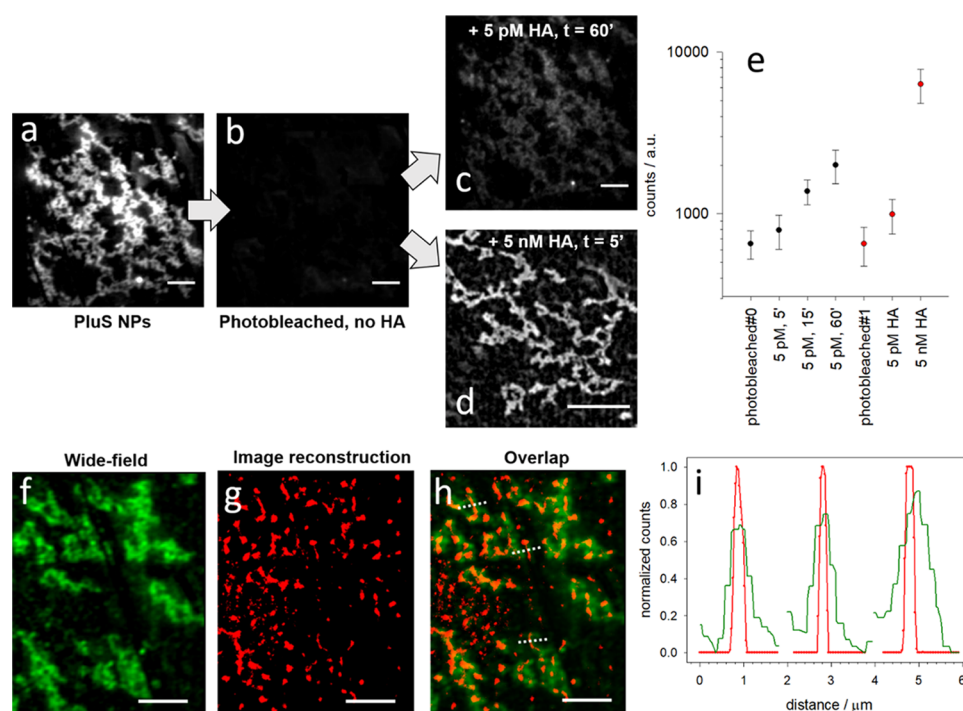 a
PluS NPs
b
Photobleached, no HA
+ 5 pM HA, t = 60'
c
+ 5 nM HA, t = 5'
d
e
10000
1000
counts / a.u.
photobleached#0
5 pM, 5'
5 pM, 15'
5 pM, 60'
photobleached#1
5 pM HA
5 nM HA
Wide-field
f
Image reconstruction
g
Overlap
h
i
1.0
0.8
0.6
0.4
0.2
0.0
normalized counts
0 1 2 3 4 5 6
distance / μm